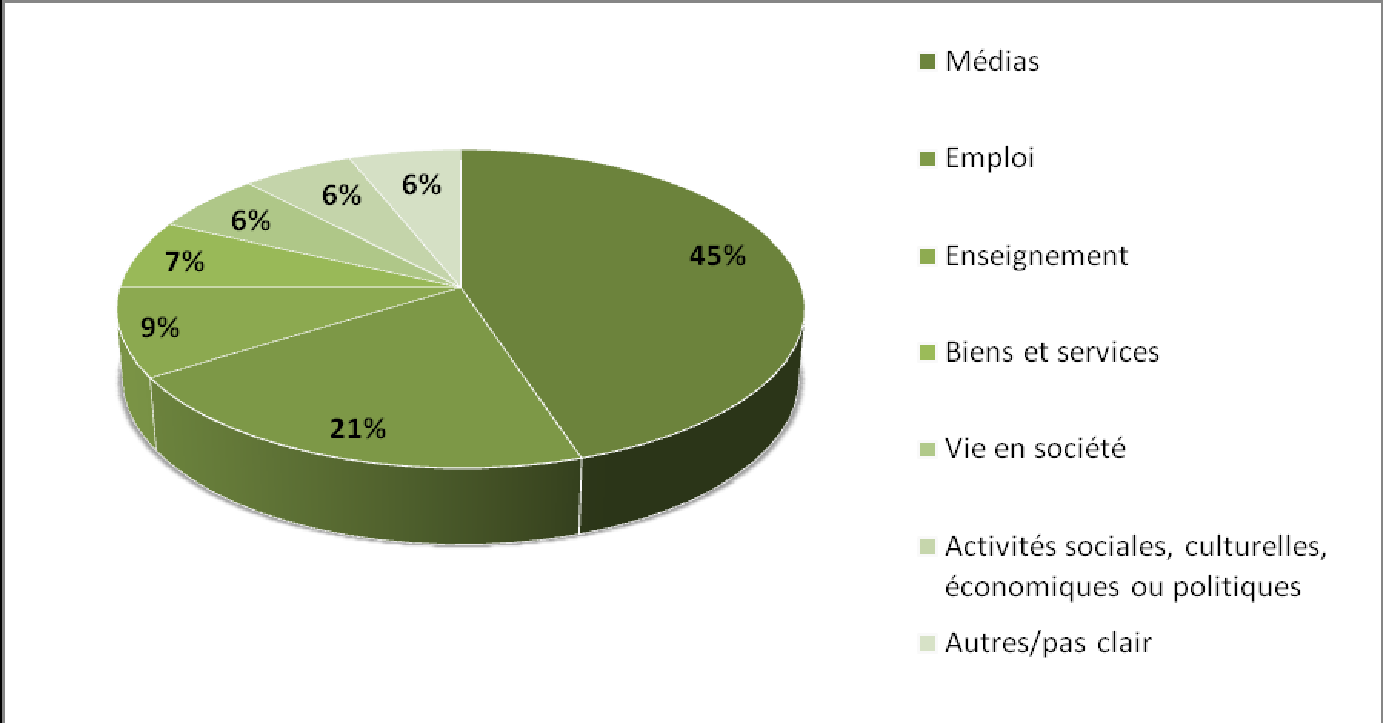 Médias
Emploi
Enseignement
Biens et services
Vie en société
Activités sociales, culturelles,
économiques ou politiques
Autres/pas clair
45%
21%
9%
7%
6%
6%
6%